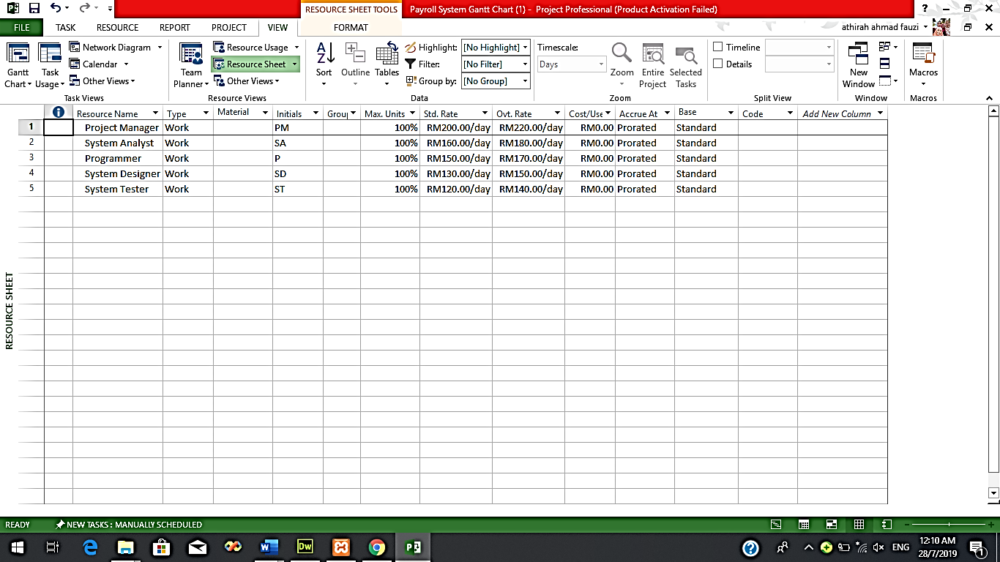 RESOURCE SHEET TOOLS Payroll System Gantt Chart (1) - Project Professional (Product Activation Failed) ?
FILE TASK RESOURCE REPORT PROJECT VIEW FORMAT athirah ahmad fauzi
Network Diagram Resource Usage Highlight: [No Highlight] Timescale: Timeline
Calendar Resource Sheet Filter: [No Filter] Days Details
Gantt Chart Task Usage Other Views Team Planner Other Views Sort Outline Tables Group by: [No Group] Zoom Entire Project Selected Tasks New Window Macros
Task Views Resource Views Data Zoom Split View Window Macros
Resource Name Type Material Initials Group Max. Units Std. Rate Ovt. Rate Cost/Use Accrue At Base Code Add New Column
1 Project Manager Work PM 100% RM200.00/day RM220.00/day RM0.00 Prorated Standard
2 System Analyst Work SA 100% RM160.00/day RM180.00/day RM0.00 Prorated Standard
3 Programmer Work P 100% RM150.00/day RM170.00/day RM0.00 Prorated Standard
4 System Designer Work SD 100% RM130.00/day RM150.00/day RM0.00 Prorated Standard
5 System Tester Work ST 100% RM120.00/day RM140.00/day RM0.00 Prorated Standard
RESOURCE SHEET
READY NEW TASKS : MANUALLY SCHEDULED
Dw ENG 12:10 AM
28/7/2019 1